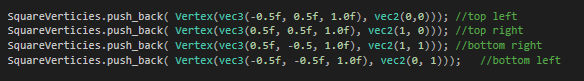 SquareVerticies.push_back( Vertex(vec3(-0.5f, 0.5f, 1.0f), vec2(0,0))); //top left
SquareVerticies.push_back( Vertex(vec3(0.5f, 0.5f, 1.0f), vec2(1, 0))); //top right
SquareVerticies.push_back( Vertex(vec3(0.5f, -0.5, 1.0f), vec2(1, 1))); //bottom right
SquareVerticies.push_back( Vertex(vec3(-0.5f, -0.5f, 1.0f), vec2(0, 1)));   //bottom left